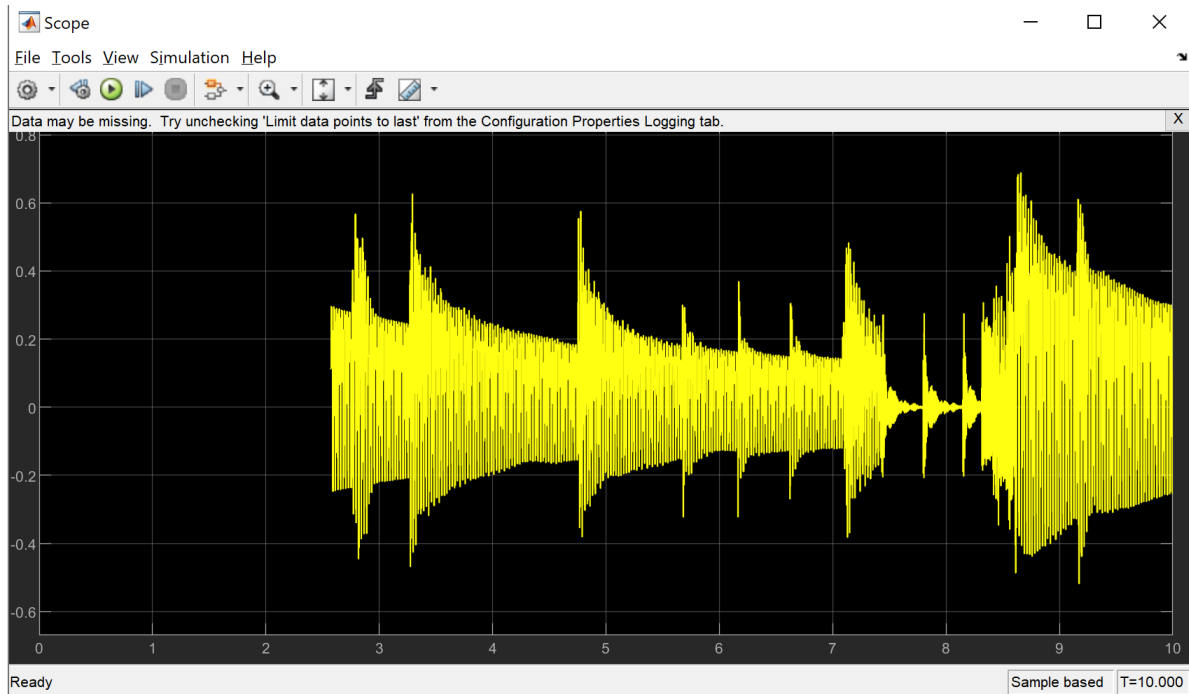 Scope
File Tools View Simulation Help
Data may be missing.  Try unchecking 'Limit data points to last' from the Configuration Properties Logging tab.
X
0.8
0.6
0.4
0.2
0
-0.2
-0.4
-0.6
0 1 2 3 4 5 6 7 8 9 10
Ready Sample based T=10.000